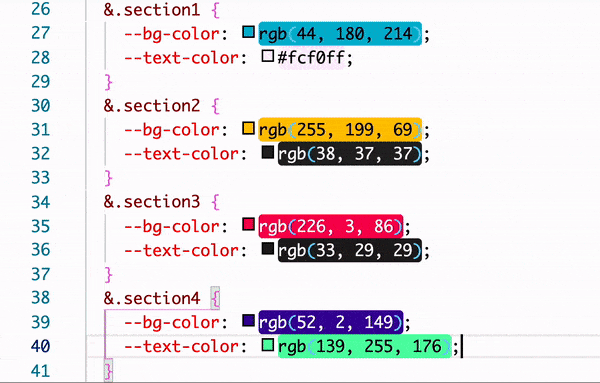 26 &.section1 {
27 --bg-color: rgb(44, 180, 214);
28 --text-color: #fcf0ff;
29 }
30 &.section2 {
31 --bg-color: rgb(255, 199, 69);
32 --text-color: rgb(38, 37, 37);
33 }
34 &.section3 {
35 --bg-color: rgb(226, 3, 86);
36 --text-color: rgb(33, 29, 29);
37 }
38 &.section4 {
39 --bg-color: rgb(52, 2, 149);
40 --text-color: rgb(139, 255, 176);
41 }